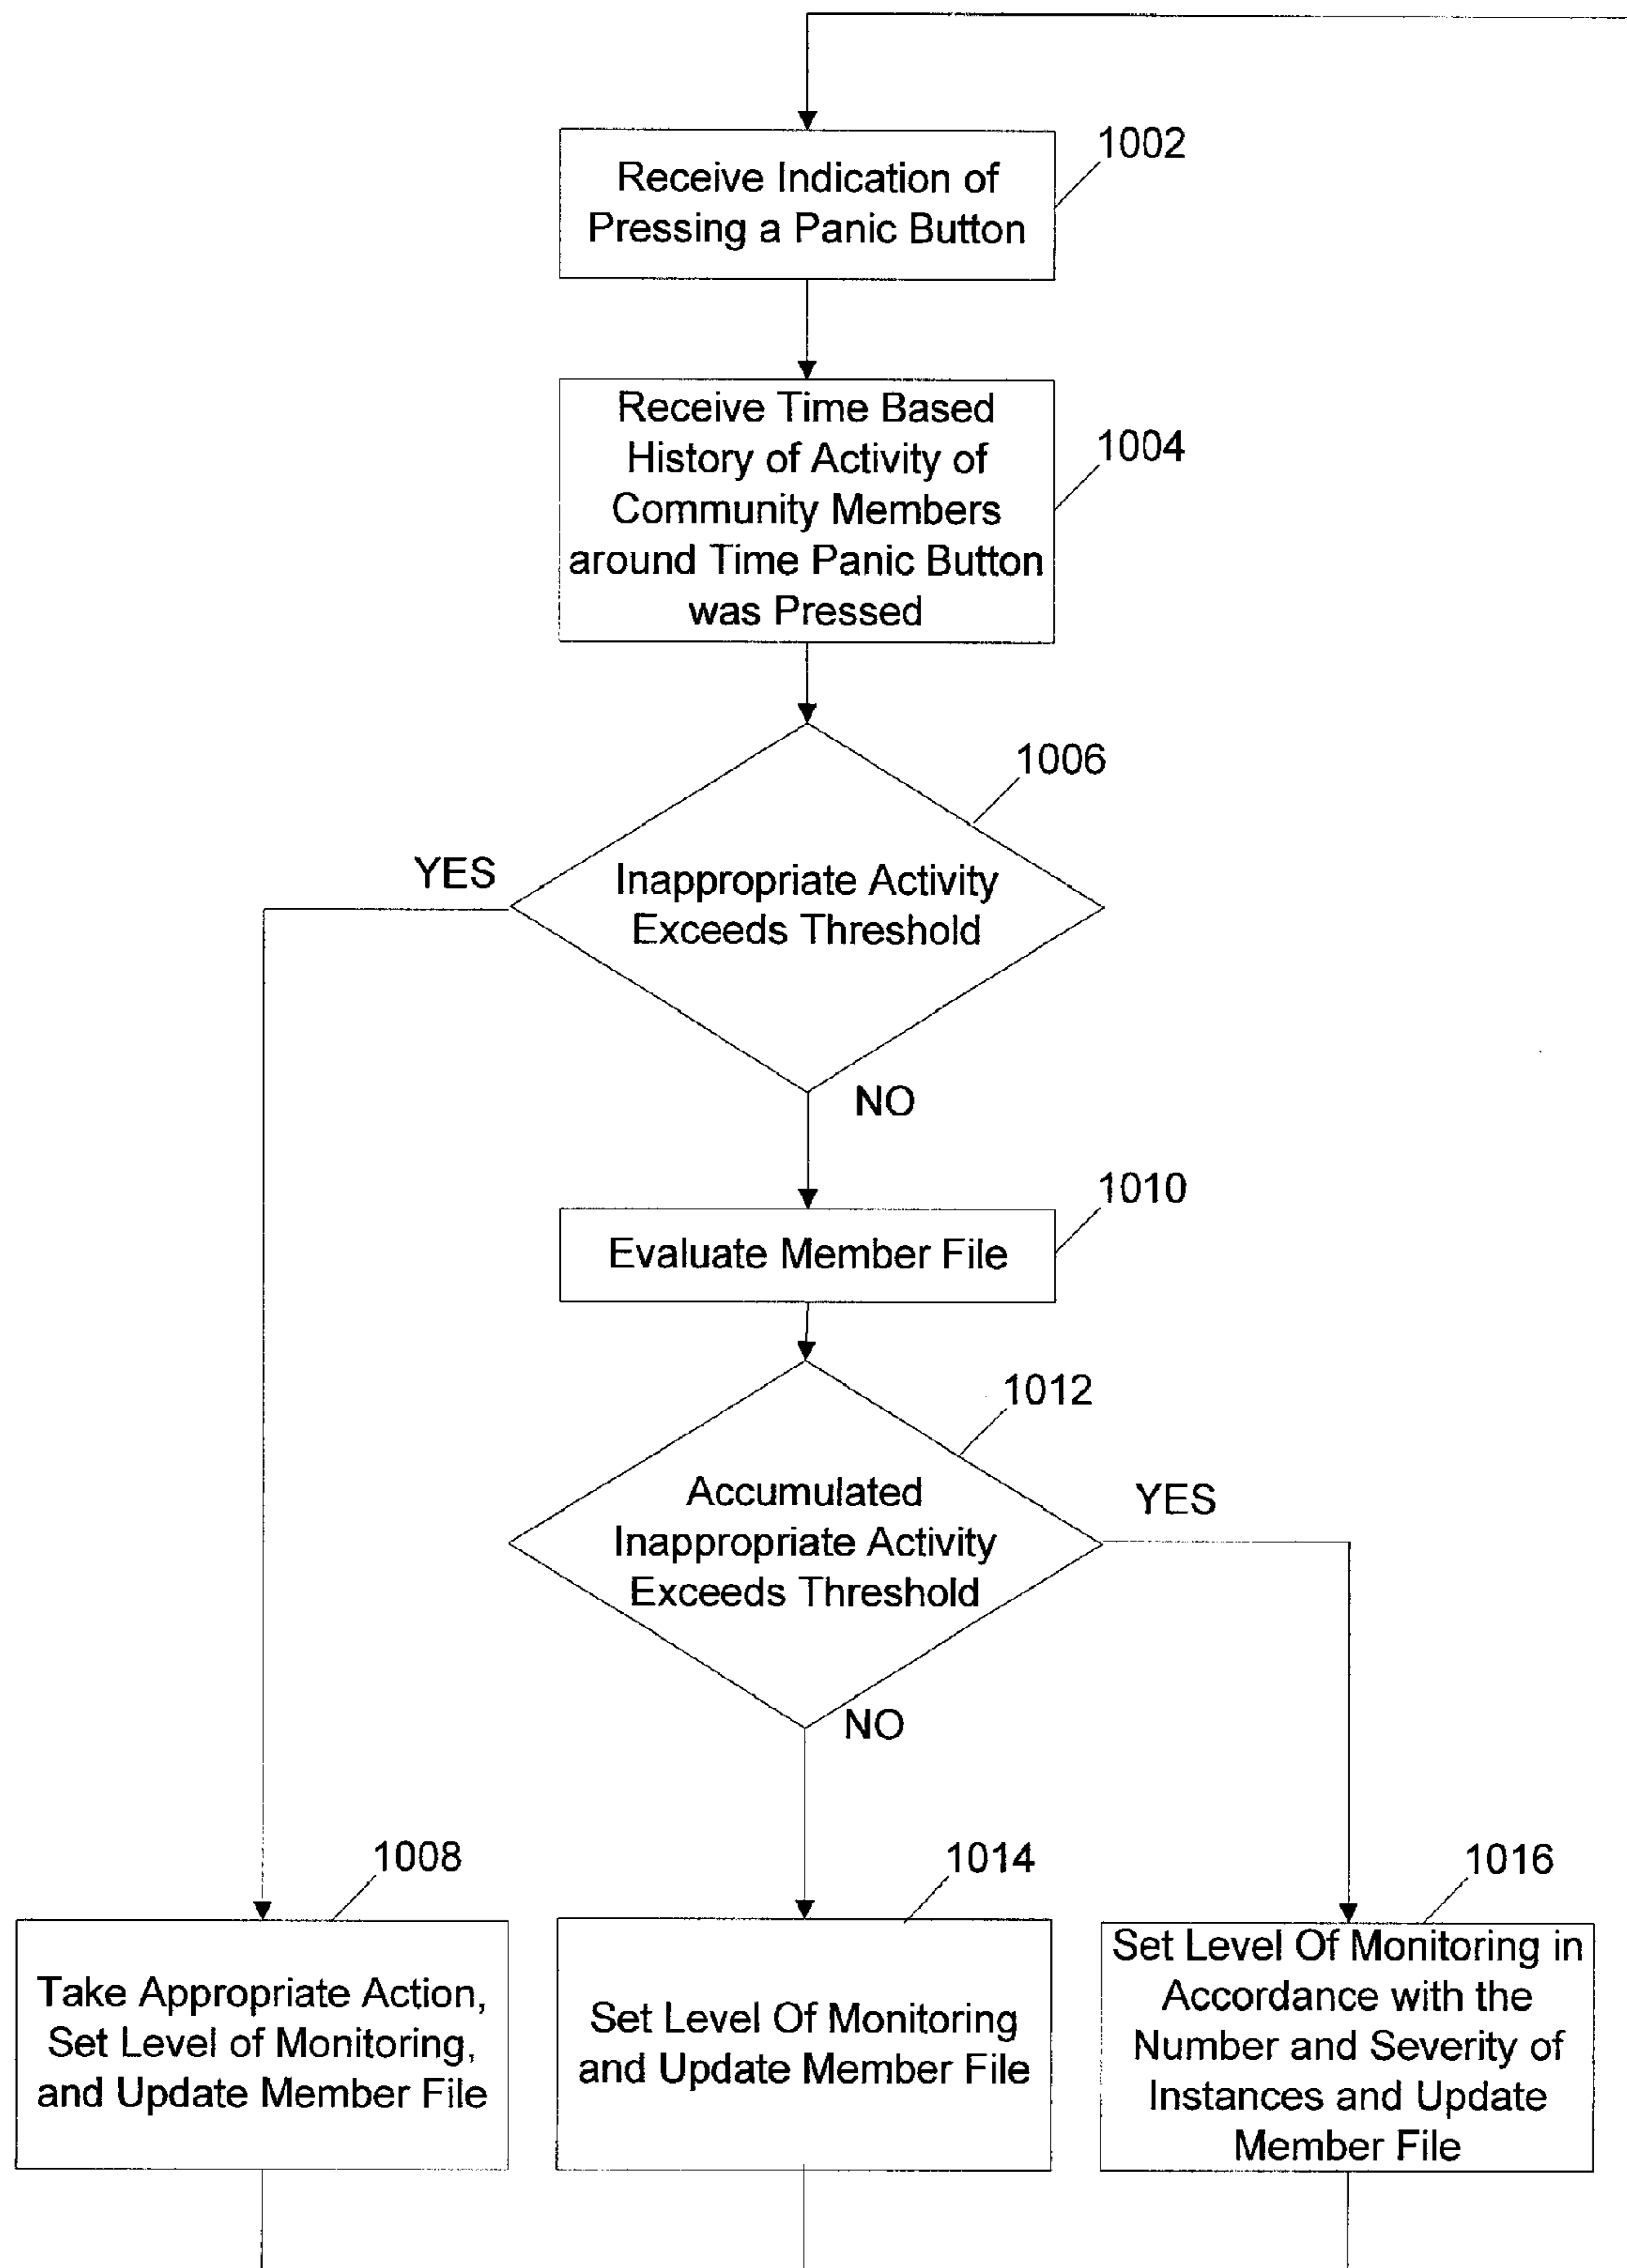 1002
Receive Indication of
Pressing a Panic Button
1004
Receive Time Based
History of Activity of
Community Members
around Time Panic Button
was Pressed
1006
YES
Inappropriate Activity
Exceeds Threshold
NO
1010
Evaluate Member File
1012
Accumulated
Inappropriate Activity
Exceeds Threshold
YES
NO
1008
Take Appropriate Action,
Set Level of Monitoring,
and Update Member File
1014
Set Level Of Monitoring
and Update Member File
1016
Set Level Of Monitoring in
Accordance with the
Number and Severity of
Instances and Update
Member File